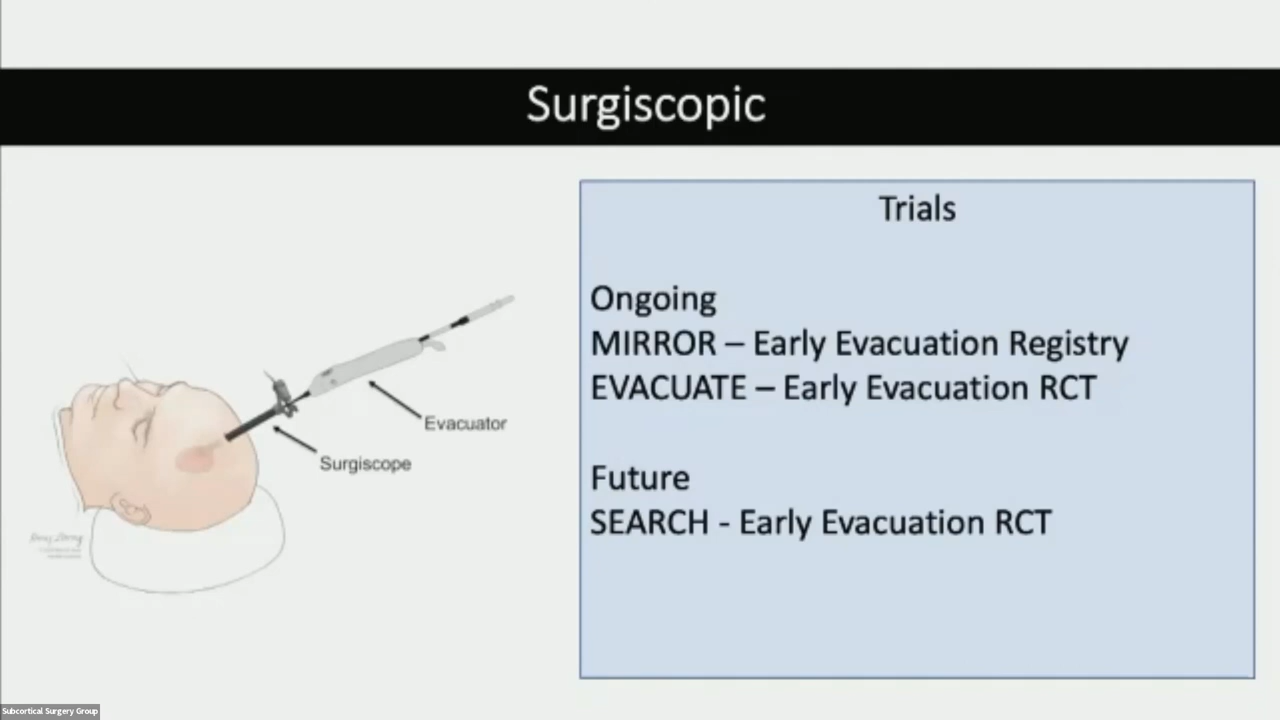 Surgiscopic
Trials
Ongoing
MIRROR – Early Evacuation Registry
EVACUATE – Early Evacuation RCT
Future
SEARCH - Early Evacuation RCT
Evacuator
Surgiscope
Subcortical Surgery Group